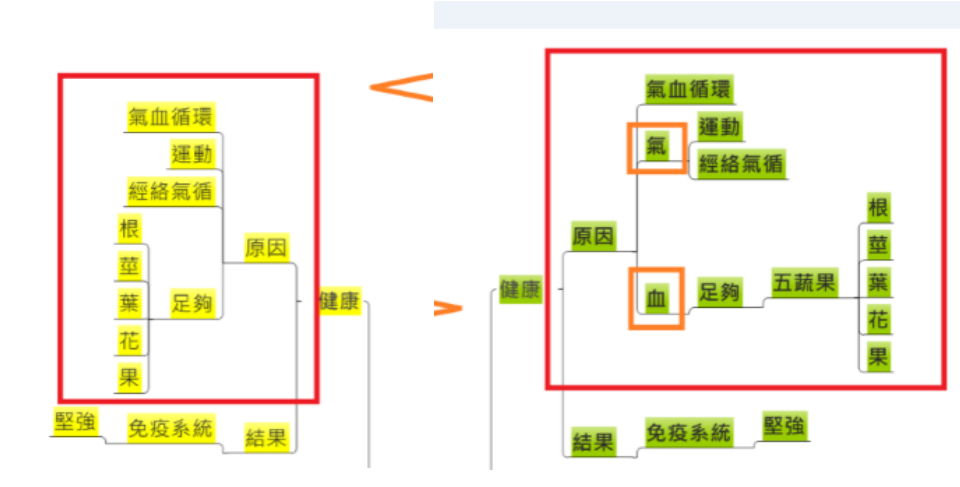 氣血循環
運動
經絡氣循
根
莖
葉
花
果
足夠
原因
健康
堅強
免疫系統
結果
氣血循環
氣
運動
經絡氣循
原因
健康
血
足夠
五蔬果
根
莖
葉
花
果
結果
免疫系統
堅強